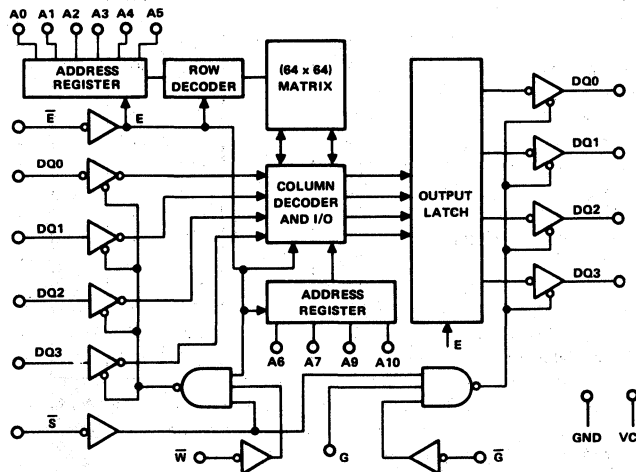 A0 A1 A2 A3 A4 A5
ADDRESS
REGISTER
ROW
DECODER
(64 x 64)
MATRIX
E̅
E
DQ0
DQ1
DQ2
DQ3
COLUMN
DECODER
AND I/O
OUTPUT
LATCH
DQ0
DQ1
DQ2
DQ3
ADDRESS
REGISTER
A6 A7 A9 A10
E
S̅
W̅
G
G̅
GND